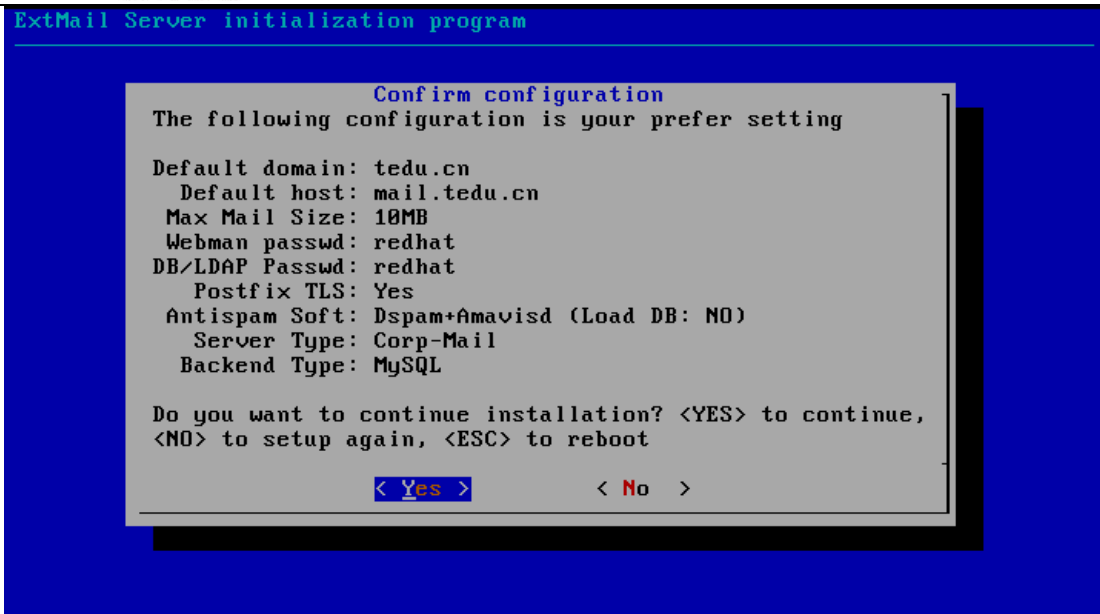 ExtMail Server initialization program
Confirm configuration
The following configuration is your prefer setting
Default domain: tedu.cn
Default host: mail.tedu.cn
Max Mail Size: 10MB
Webman passwd: redhat
DB/LDAP Passwd: redhat
Postfix TLS: Yes
Antispam Soft: Dspam+Amavisd (Load DB: NO)
Server Type: Corp-Mail
Backend Type: MySQL
Do you want to continue installation? <YES> to continue,
<NO> to setup again, <ESC> to reboot
< Yes > < No >